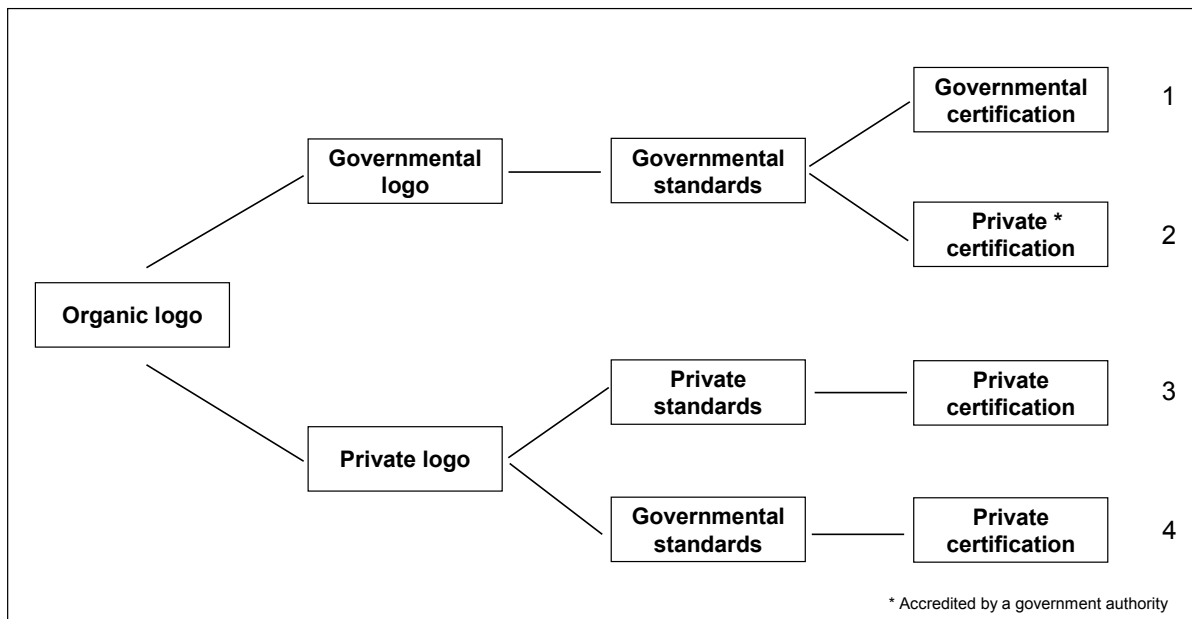 Governmental
certification
1
Governmental
logo
Governmental
standards
Private *
certification
2
Organic logo
Private
standards
Private
certification
3
Private logo
Governmental
standards
Private
certification
4
* Accredited by a government authority